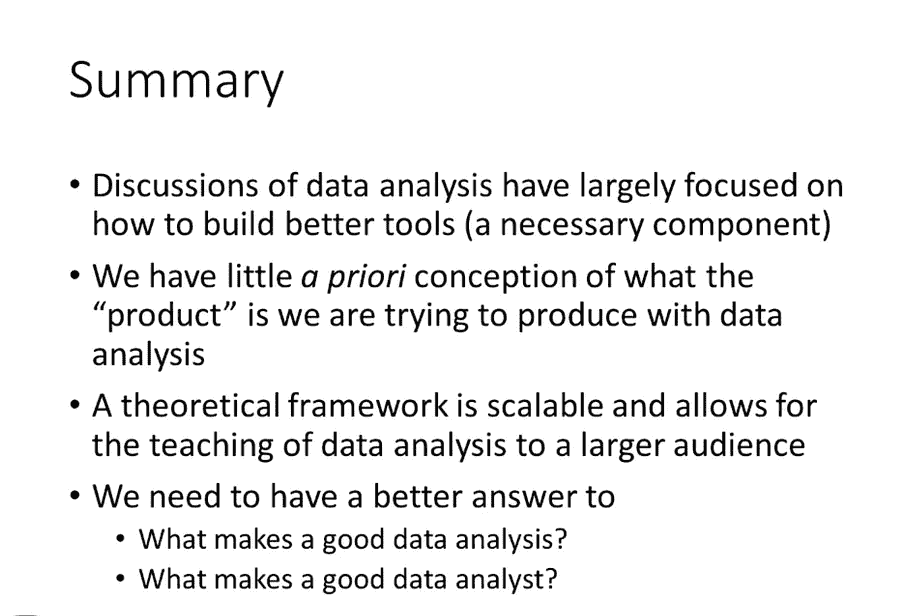 Summary
• Discussions of data analysis have largely focused on
how to build better tools (a necessary component)
• We have little a priori conception of what the
“product” is we are trying to produce with data
analysis
• A theoretical framework is scalable and allows for
the teaching of data analysis to a larger audience
• We need to have a better answer to
• What makes a good data analysis?
• What makes a good data analyst?